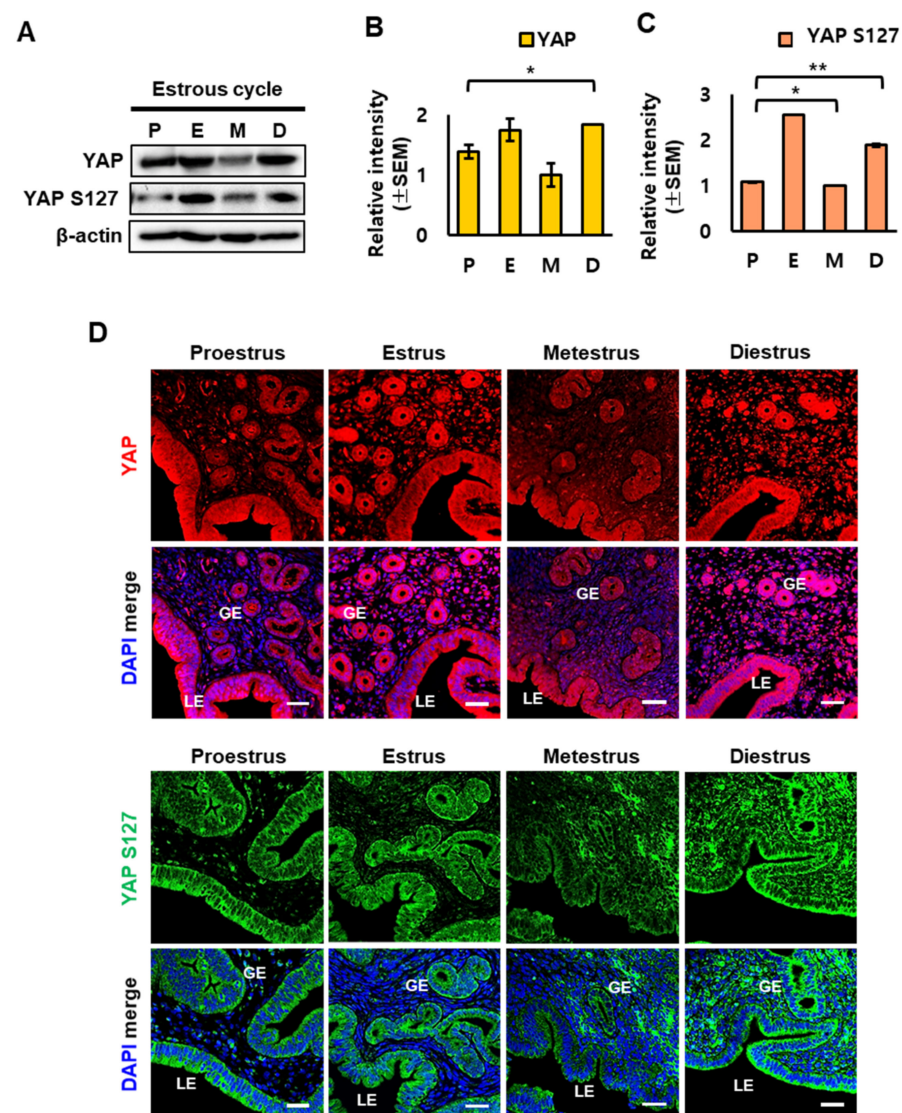 A
Estrous cycle
P E M D
YAP
YAP S127
β-actin
B
YAP
*
Relative intensity
(±SEM)
2
1
0
P E M D
C
YAP S127
**
*
Relative intensity
(±SEM)
3
2
1
0
P E M D
D
Proestrus Estrus Metestrus Diestrus
YAP
DAPI merge
GE GE GE GE
LE LE LE LE
Proestrus Estrus Metestrus Diestrus
YAP S127
DAPI merge
GE GE GE GE
LE LE LE LE